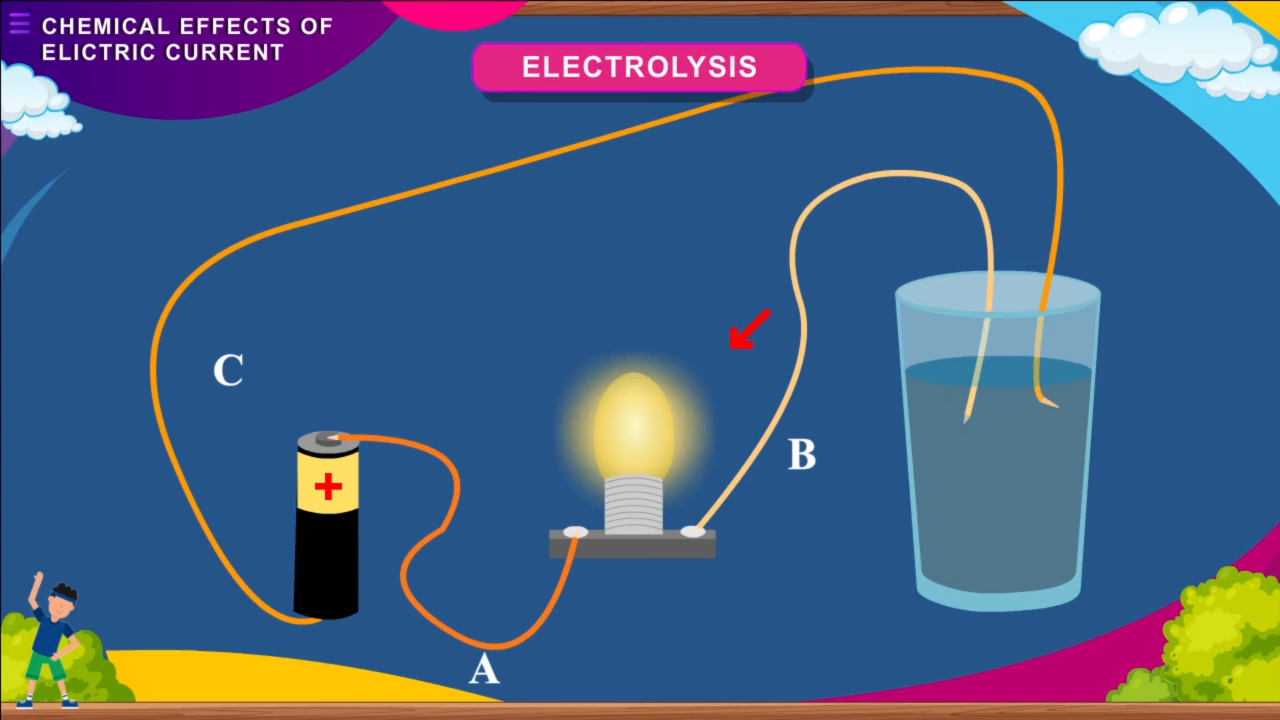 CHEMICAL EFFECTS OF
ELICTRIC CURRENT
ELECTROLYSIS
C
+
B
A